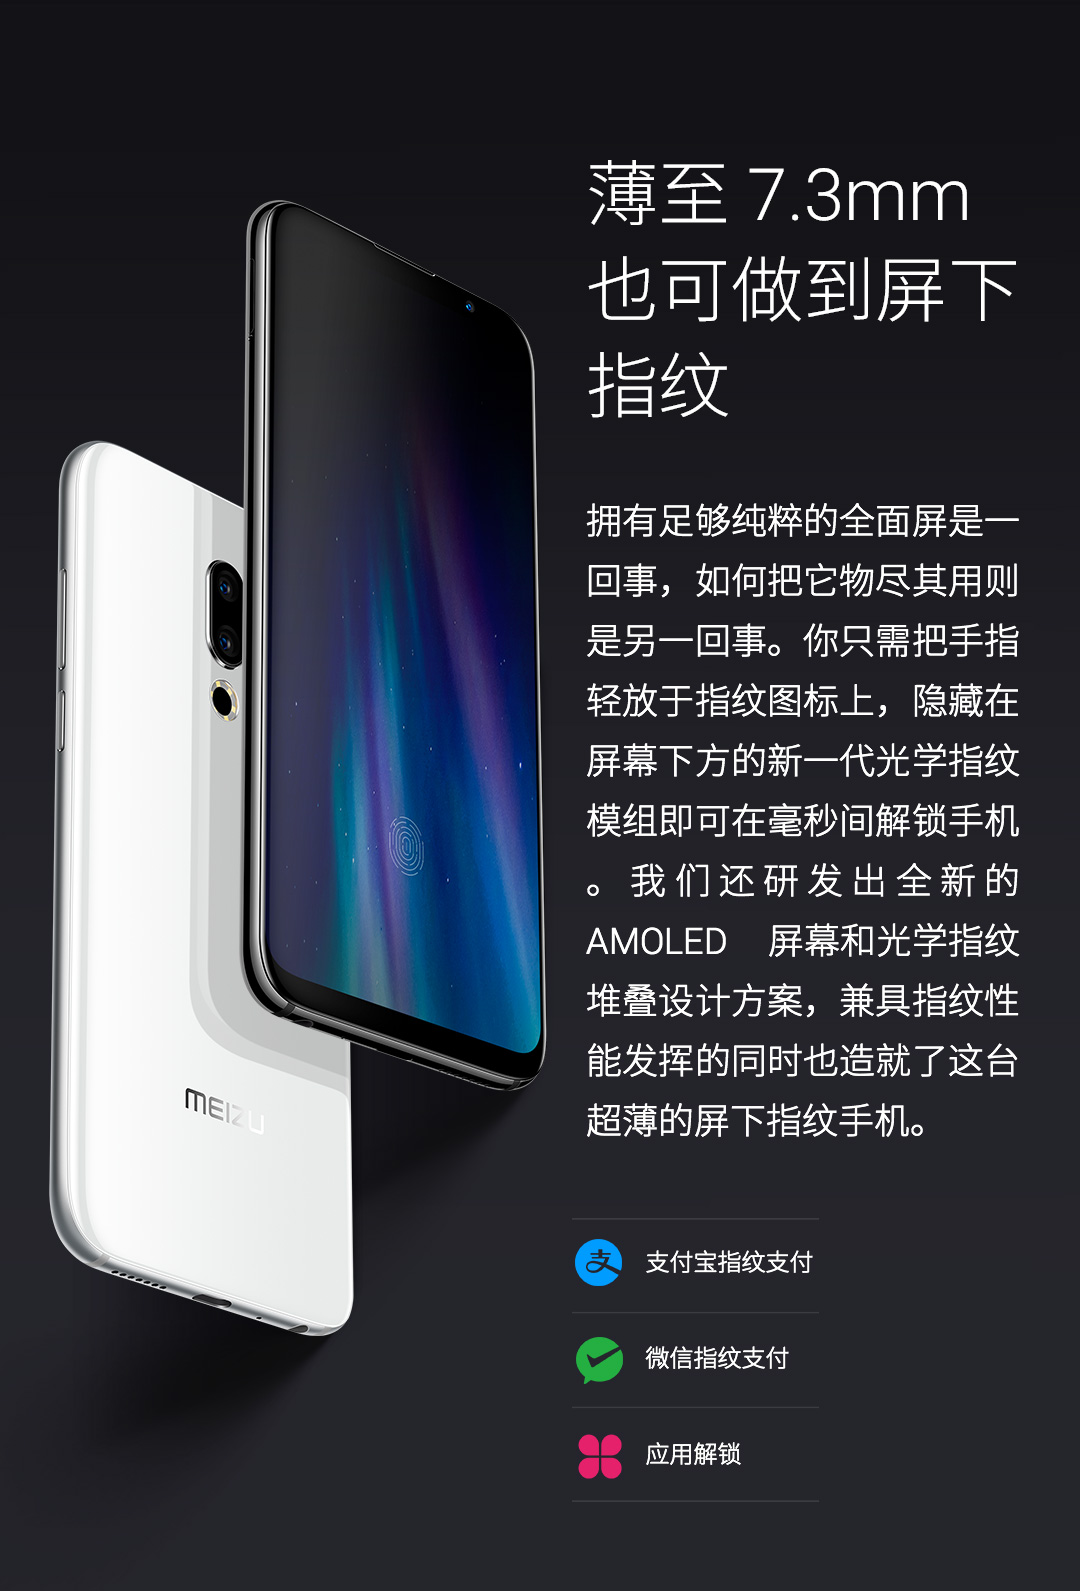 薄至 7.3mm
也可做到屏下
指纹
拥有足够纯粹的全面屏是一
回事，如何把它物尽其用则
是另一回事。你只需把手指
轻放于指纹图标上，隐藏在
屏幕下方的新一代光学指纹
模组即可在毫秒间解锁手机
。我们还研发出全新的
AMOLED 屏幕和光学指纹
堆叠设计方案，兼具指纹性
能发挥的同时也造就了这台
超薄的屏下指纹手机。
MEIZU
支 支付宝指纹支付
微信指纹支付
应用解锁